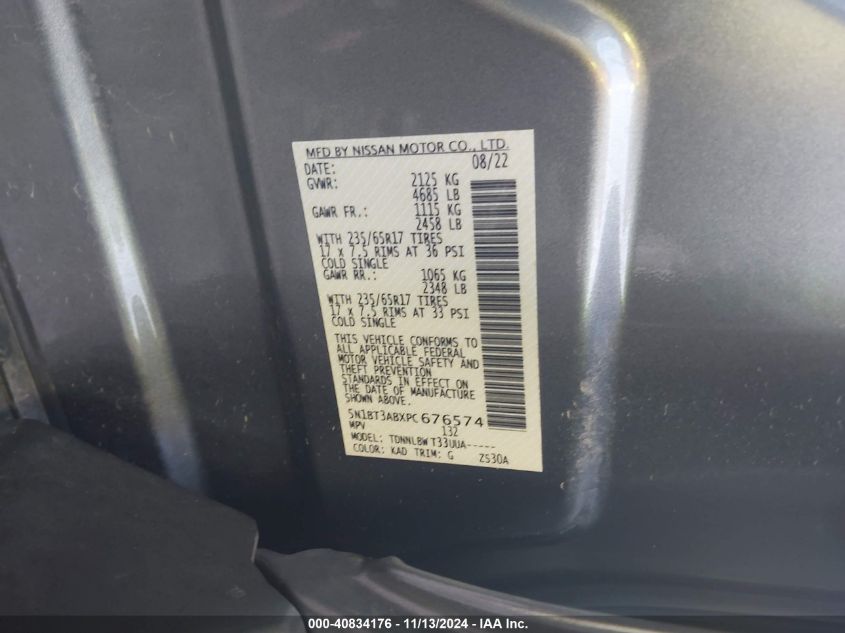 MFD BY NISSAN MOTOR CO., LTD.
DATE: 08/22
GVWR: 2125 KG
4685 LB
GAWR FR.: 1115 KG
2458 LB
WITH 235/65R17 TIRES
17 x 7.5 RIMS AT 36 PSI
COLD SINGLE
GAWR RR.: 1065 KG
2348 LB
WITH 235/65R17 TIRES
17 x 7.5 RIMS AT 33 PSI
COLD SINGLE
THIS VEHICLE CONFORMS TO
ALL APPLICABLE FEDERAL
MOTOR VEHICLE SAFETY AND
THEFT PREVENTION
STANDARDS IN EFFECT ON
THE DATE OF MANUFACTURE
SHOWN ABOVE.
5N1BT3ABXPC676574
MPV 132
MODEL: TDNNLBW T33UUA-----
COLOR: KAD TRIM: G ZS30A
000-40834176 - 11/13/2024 - IAA Inc.